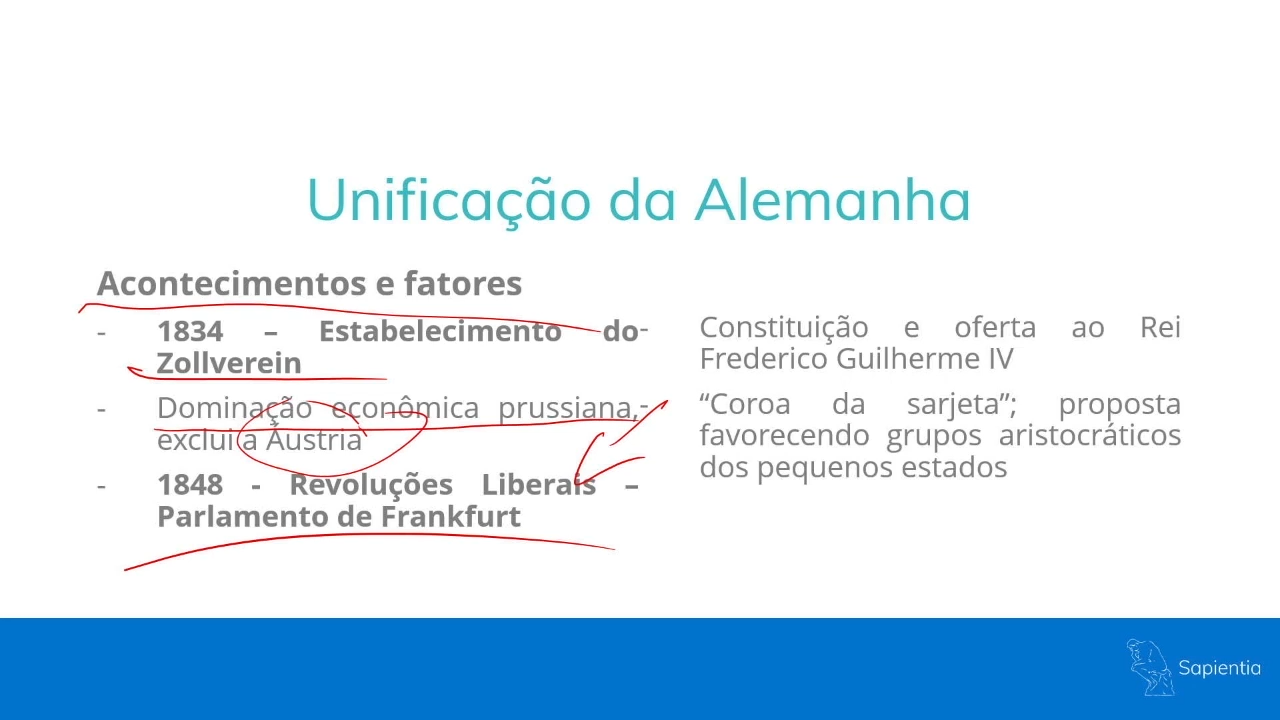 Unificação da Alemanha
Acontecimentos e fatores
- 1834 – Estabelecimento do
Zollverein
- Dominação econômica prussiana,
exclui a Áustria
- 1848 - Revoluções Liberais –
Parlamento de Frankfurt
- Constituição e oferta ao Rei
Frederico Guilherme IV
- “Coroa da sarjeta”; proposta
favorecendo grupos aristocráticos
dos pequenos estados
Sapientia